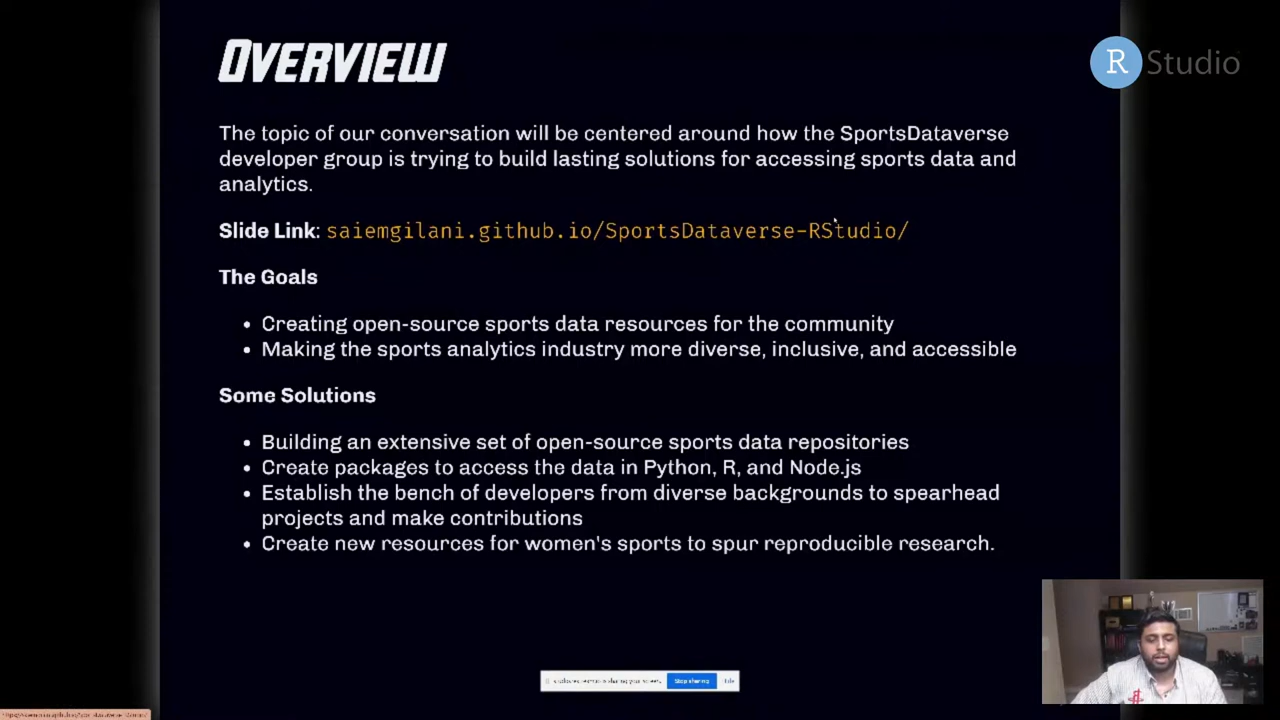 OVERVIEW
R Studio
The topic of our conversation will be centered around how the SportsDataverse
developer group is trying to build lasting solutions for accessing sports data and
analytics.
Slide Link: saiemgilani.github.io/SportsDataverse-RStudio/
The Goals
• Creating open-source sports data resources for the community
• Making the sports analytics industry more diverse, inclusive, and accessible
Some Solutions
• Building an extensive set of open-source sports data repositories
• Create packages to access the data in Python, R, and Node.js
• Establish the bench of developers from diverse backgrounds to spearhead
projects and make contributions
• Create new resources for women's sports to spur reproducible research.
is sharing your screen. Stop sharing Hide